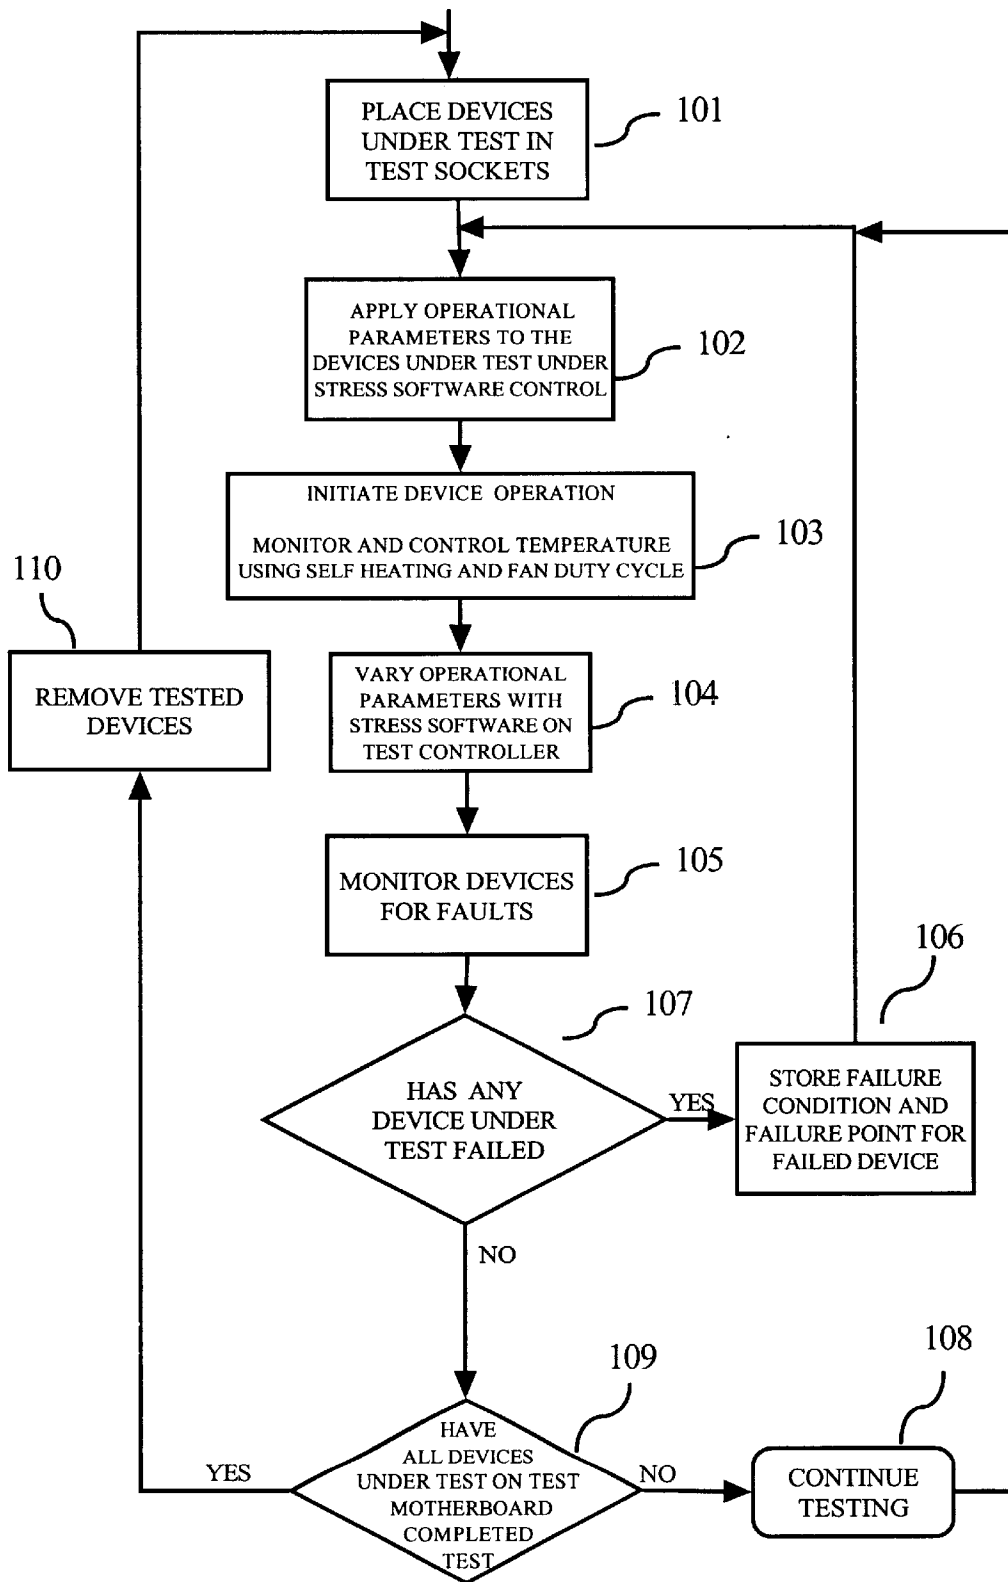 PLACE DEVICES
UNDER TEST IN
TEST SOCKETS
101
APPLY OPERATIONAL
PARAMETERS TO THE
DEVICES UNDER TEST UNDER
STRESS SOFTWARE CONTROL
102
INITIATE DEVICE OPERATION
MONITOR AND CONTROL TEMPERATURE
USING SELF HEATING AND FAN DUTY CYCLE
103
110
REMOVE TESTED
DEVICES
VARY OPERATIONAL
PARAMETERS WITH
STRESS SOFTWARE ON
TEST CONTROLLER
104
MONITOR DEVICES
FOR FAULTS
105
106
107
HAS ANY
DEVICE UNDER
TEST FAILED
YES
STORE FAILURE
CONDITION AND
FAILURE POINT FOR
FAILED DEVICE
NO
109
108
HAVE
ALL DEVICES
UNDER TEST ON TEST
MOTHERBOARD
COMPLETED
TEST
YES
NO
CONTINUE
TESTING